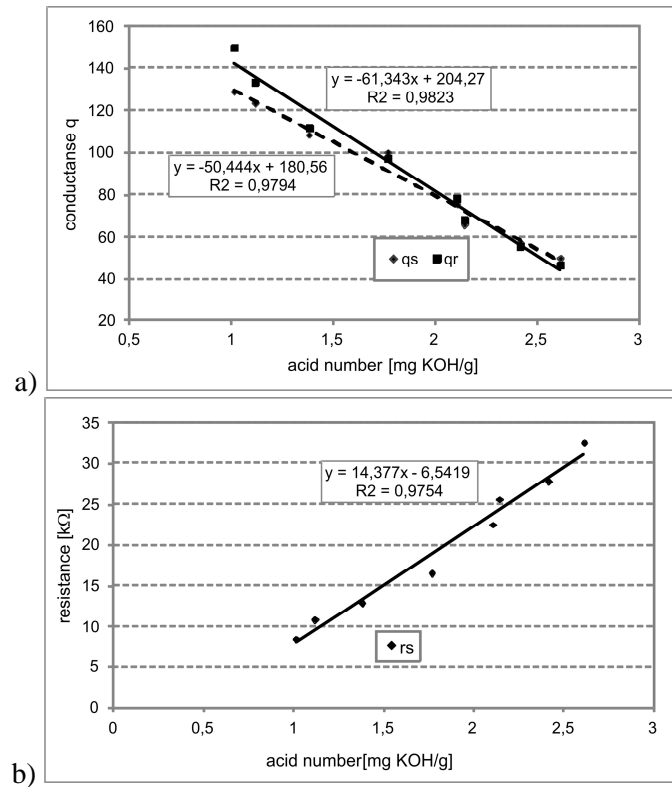 160
140
120
100
80
60
40
20
conductanse q
y = -61,343x + 204,27
R2 = 0,9823
y = -50,444x + 180,56
R2 = 0,9794
qs qr
0,5 1 1,5 2 2,5 3
acid number [mg KOH/g]
a)
35
30
25
20
15
10
5
0
resistance [kΩ]
y = 14,377x - 6,5419
R2 = 0,9754
rs
0 0,5 1 1,5 2 2,5 3
acid number[mg KOH/g]
b)